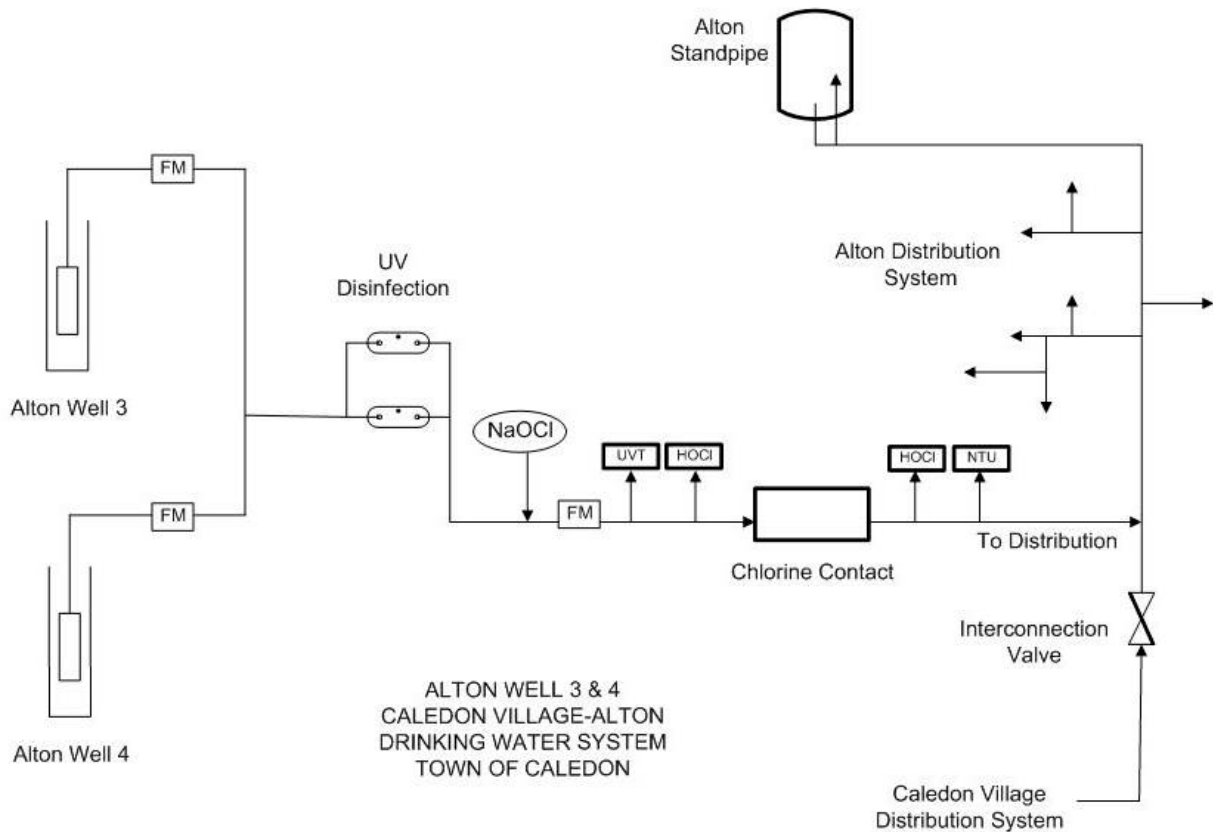 Alton
Standpipe
FM
Alton Distribution
System
UV
Disinfection
Alton Well 3
NaOCl
UVT
HOCl
HOCl
NTU
FM
FM
To Distribution
Chlorine Contact
Interconnection
Valve
ALTON WELL 3 & 4
CALEDON VILLAGE-ALTON
DRINKING WATER SYSTEM
TOWN OF CALEDON
Alton Well 4
Caledon Village
Distribution System